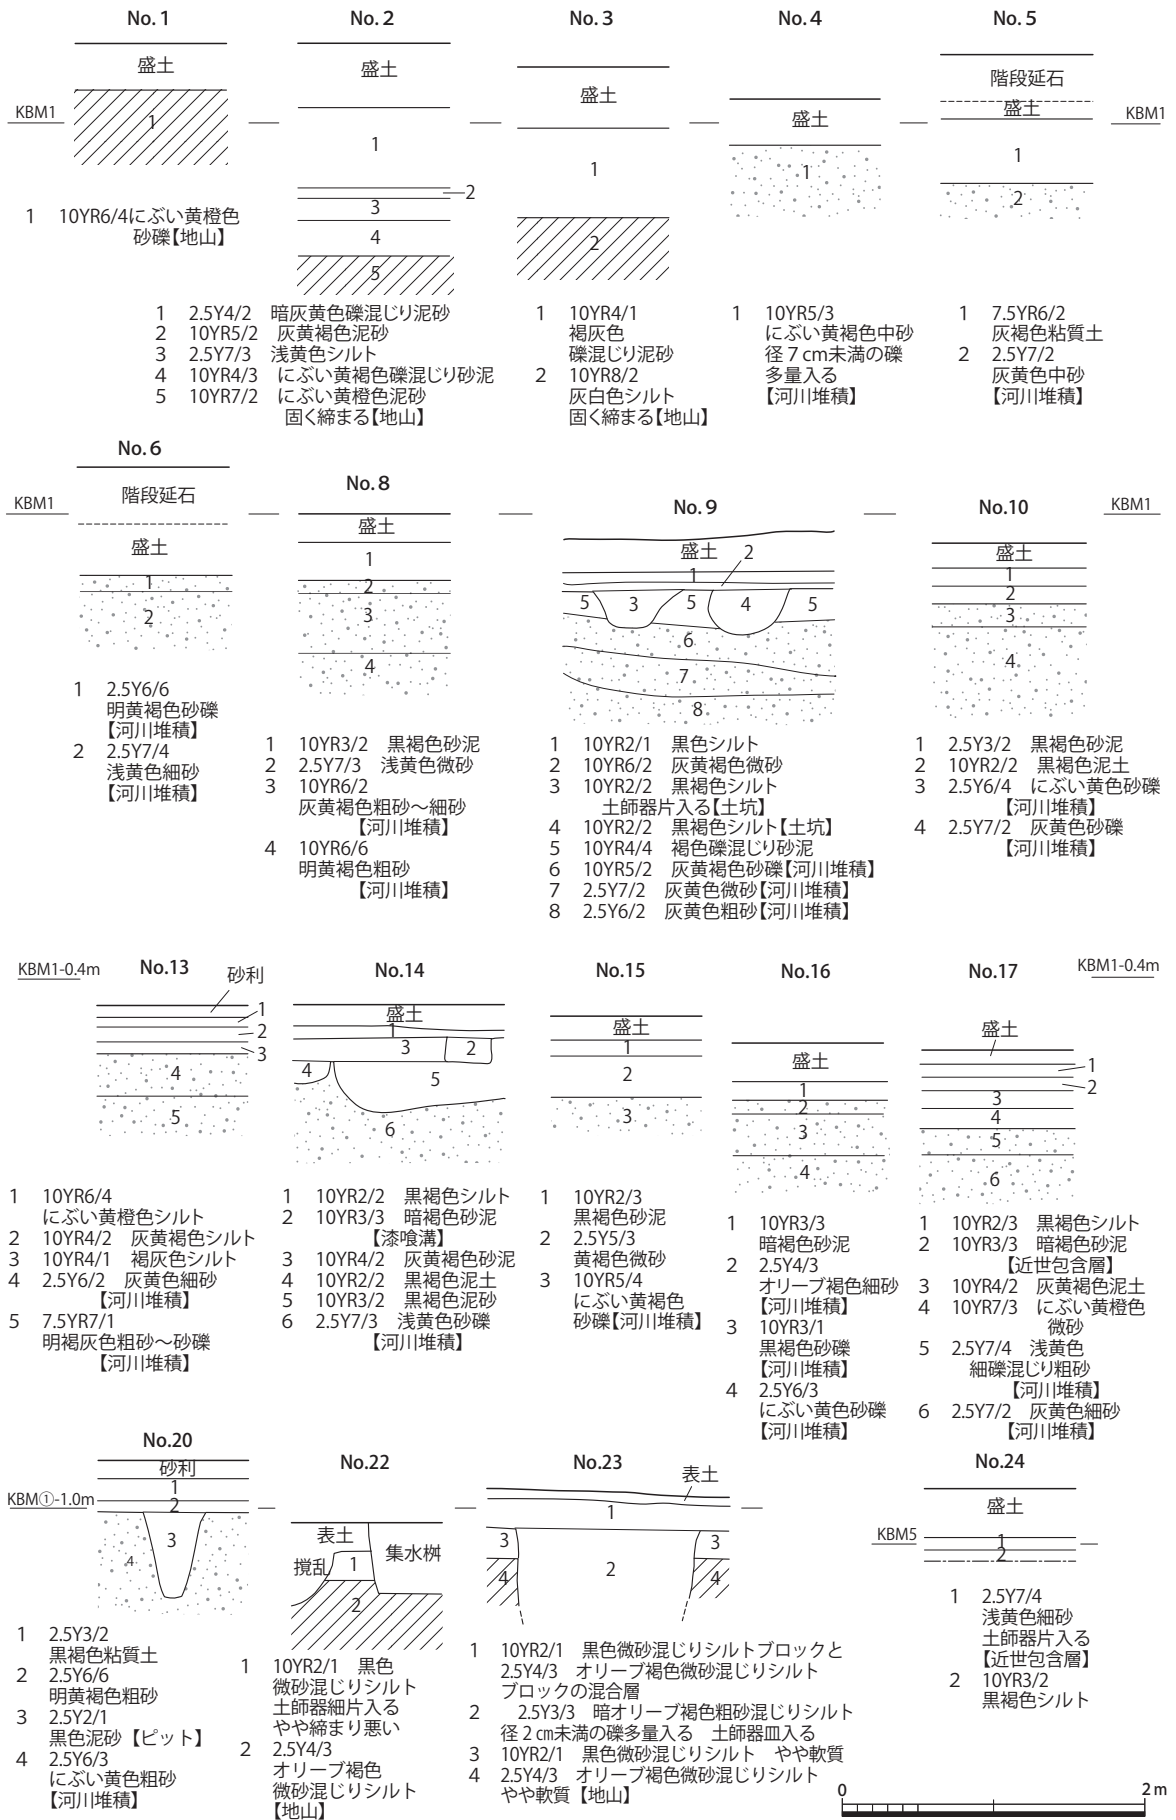 No. 1
No. 2
No. 3
No. 4
No. 5
KBM1
KBM1
盛土
1
盛土
1
2
3
4
5
盛土
1
2
盛土
1
階段延石
盛土
1
2
1 10YR6/4にぶい黄橙色
砂礫【地山】
1 2.5Y4/2 暗灰黄色礫混じり泥砂
2 10YR5/2 灰黄褐色泥砂
3 2.5Y7/3 浅黄色シルト
4 10YR4/3 にぶい黄褐色礫混じり砂泥
5 10YR7/2 にぶい黄橙色泥砂
固く締まる【地山】
1 10YR4/1
褐灰色
礫混じり泥砂
2 10YR8/2
灰白色シルト
固く締まる【地山】
1 10YR5/3
にぶい黄褐色中砂
径７cm未満の礫
多量入る
【河川堆積】
1 7.5YR6/2
灰褐色粘質土
2 2.5Y7/2
灰黄色中砂
【河川堆積】
No. 6
No. 8
No. 9
No.10
KBM1
KBM1
階段延石
盛土
1
2
盛土
1
2
3
4
盛土
2
1
5
3
5
4
5
6
7
8
盛土
1
2
3
4
1 2.5Y6/6
明黄褐色砂礫
【河川堆積】
2 2.5Y7/4
浅黄色細砂
【河川堆積】
1 10YR3/2 黒褐色砂泥
2 2.5Y7/3 浅黄色微砂
3 10YR6/2
灰黄褐色粗砂～細砂
【河川堆積】
4 10YR6/6
明黄褐色粗砂
【河川堆積】
1 10YR2/1 黒色シルト
2 10YR6/2 灰黄褐色微砂
3 10YR2/2 黒褐色シルト
土師器片入る【土坑】
4 10YR2/2 黒褐色シルト【土坑】
5 10YR4/4 褐色礫混じり砂泥
6 10YR5/2 灰黄褐色砂礫【河川堆積】
7 2.5Y7/2 灰黄色微砂【河川堆積】
8 2.5Y6/2 灰黄色粗砂【河川堆積】
1 2.5Y3/2 黒褐色砂泥
2 10YR2/2 黒褐色泥土
3 2.5Y6/4 にぶい黄色砂礫
【河川堆積】
4 2.5Y7/2 灰黄色砂礫
【河川堆積】
KBM1-0.4m
No.13
No.14
No.15
No.16
No.17
KBM1-0.4m
砂利
1
2
3
4
5
盛土
1
3
2
4
5
6
盛土
1
2
3
盛土
1
2
3
4
盛土
1
2
3
4
5
6
1 10YR6/4
にぶい黄橙色シルト
2 10YR4/2 灰黄褐色シルト
3 10YR4/1 褐灰色シルト
4 2.5Y6/2 灰黄色細砂
【河川堆積】
5 7.5YR7/1
明褐灰色粗砂～砂礫
【河川堆積】
1 10YR2/2 黒褐色シルト
2 10YR3/3 暗褐色砂泥
【漆喰溝】
3 10YR4/2 灰黄褐色砂泥
4 10YR2/2 黒褐色泥土
5 10YR3/2 黒褐色泥砂
6 2.5Y7/3 浅黄色砂礫
【河川堆積】
1 10YR2/3
黒褐色砂泥
2 2.5Y5/3
黄褐色微砂
3 10YR5/4
にぶい黄褐色
砂礫【河川堆積】
1 10YR3/3
暗褐色砂泥
2 2.5Y4/3
オリーブ褐色細砂
【河川堆積】
3 10YR3/1
黒褐色砂礫
【河川堆積】
4 2.5Y6/3
にぶい黄色砂礫
【河川堆積】
1 10YR2/3 黒褐色シルト
2 10YR3/3 暗褐色砂泥
【近世包含層】
3 10YR4/2 灰黄褐色泥土
4 10YR7/3 にぶい黄橙色
微砂
5 2.5Y7/4 浅黄色
細礫混じり粗砂
【河川堆積】
6 2.5Y7/2 灰黄色細砂
【河川堆積】
No.20
No.22
No.23
No.24
KBM①-1.0m
砂利
1
2
3
4
表土
撹乱
1
集水桝
2
表土
1
3
3
2
4
4
盛土
KBM5
1
2
1 2.5Y3/2
黒褐色粘質土
2 2.5Y6/6
明黄褐色粗砂
3 2.5Y2/1
黒色泥砂【ピット】
4 2.5Y6/3
にぶい黄色粗砂
【河川堆積】
1 10YR2/1 黒色
微砂混じりシルト
土師器細片入る
やや締まり悪い
2 2.5Y4/3
オリーブ褐色
微砂混じりシルト
【地山】
1 10YR2/1 黒色微砂混じりシルトブロックと
2.5Y4/3 オリーブ褐色微砂混じりシルト
ブロックの混合層
2 2.5Y3/3 暗オリーブ褐色粗砂混じりシルト
径２cm未満の礫多量入る 土師器皿入る
3 10YR2/1 黒色微砂混じりシルト やや軟質
4 2.5Y4/3 オリーブ褐色微砂混じりシルト
やや軟質【地山】
1 2.5Y7/4
浅黄色細砂
土師器片入る
【近世包含層】
2 10YR3/2
黒褐色シルト
0
2 m